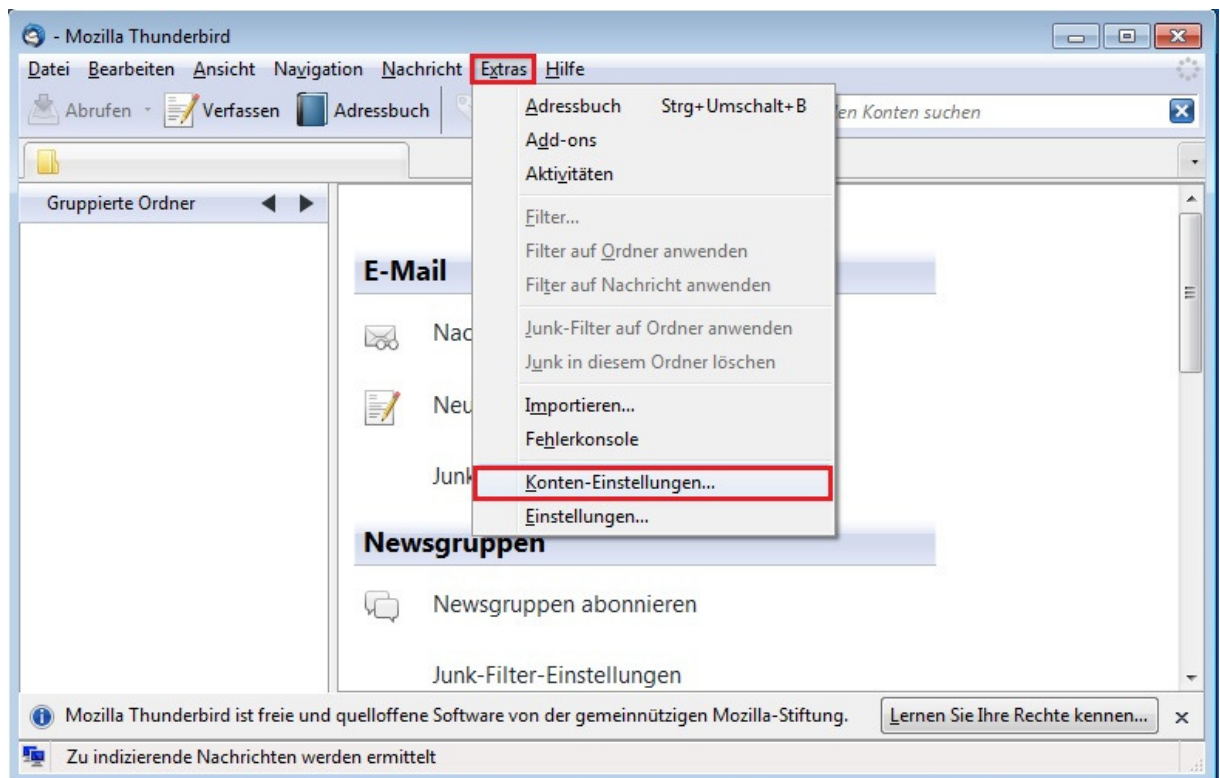 - Mozilla Thunderbird
Datei Bearbeiten Ansicht Navigation Nachricht Extras Hilfe
Abrufen Verfassen Adressbuch
en Konten suchen
Adressbuch Strg+Umschalt+B
Add-ons
Aktivitäten
Filter...
Filter auf Ordner anwenden
Filter auf Nachricht anwenden
Junk-Filter auf Ordner anwenden
Junk in diesem Ordner löschen
Importieren...
Fehlerkonsole
Konten-Einstellungen...
Einstellungen...
Gruppierte Ordner
E-Mail
Nac
Neu
Junk
Newsgruppen
Newsgruppen abonnieren
Junk-Filter-Einstellungen
Mozilla Thunderbird ist freie und quelloffene Software von der gemeinnützigen Mozilla-Stiftung. Lernen Sie Ihre Rechte kennen...
Zu indizierende Nachrichten werden ermittelt